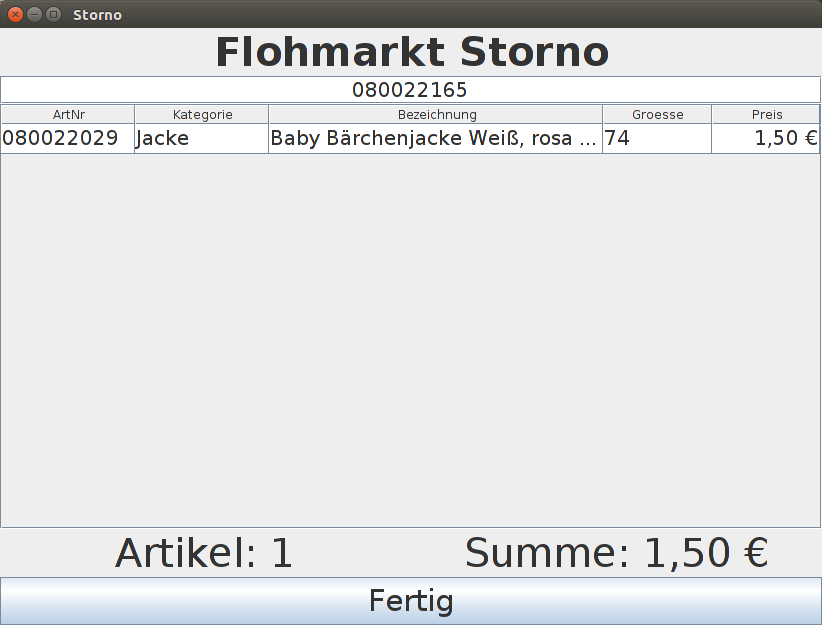 Storno
Flohmarkt Storno
080022165
ArtNr Kategorie Bezeichnung Groesse Preis
080022029 Jacke Baby Bärchenjacke Weiß, rosa ... 74 1,50 €
Artikel: 1 Summe: 1,50 €
Fertig